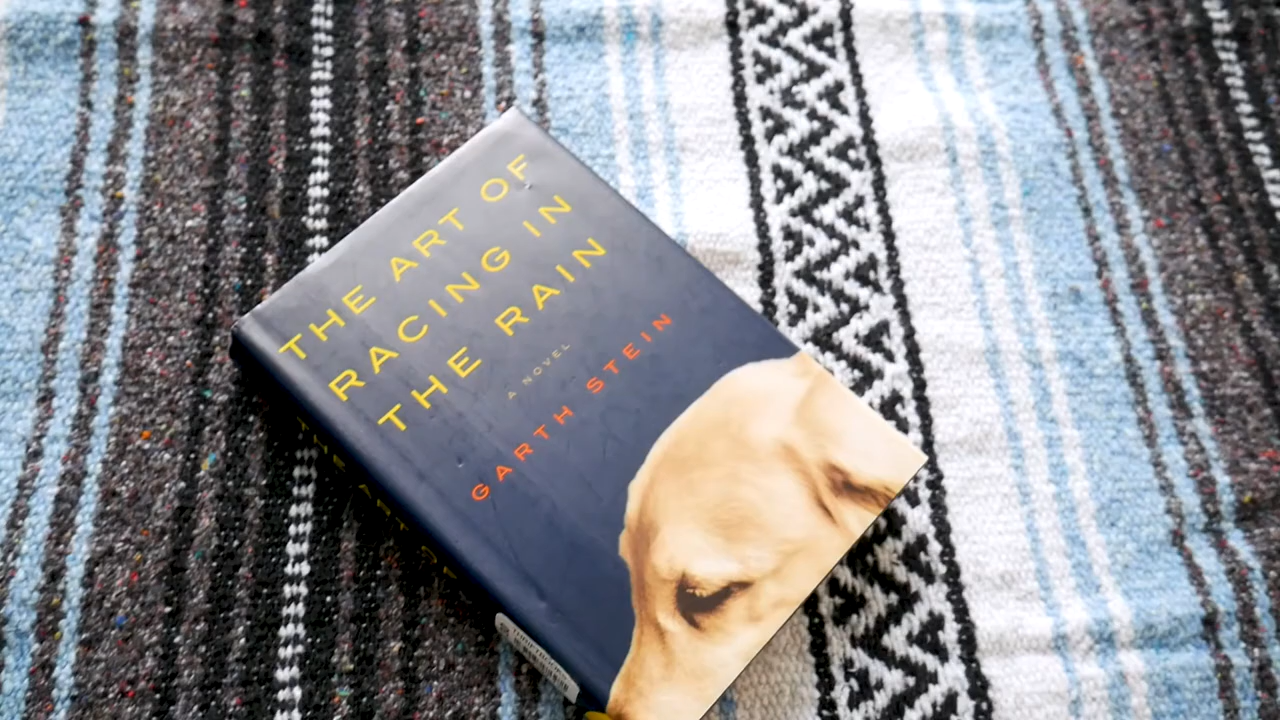 THE ART OF
RACING IN
THE RAIN
A NOVEL
GARTH STEIN